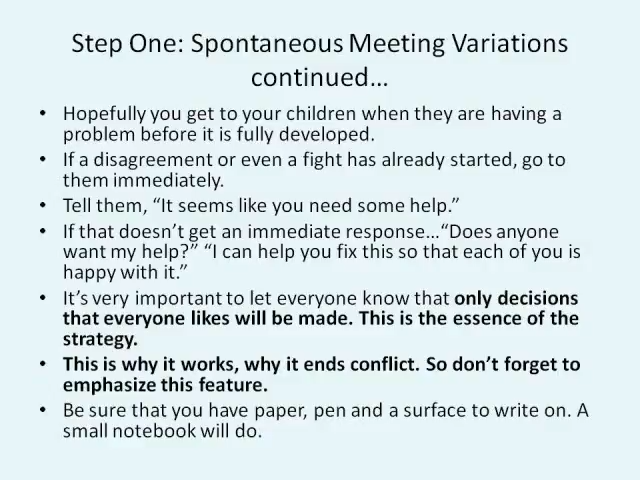 Step One: Spontaneous Meeting Variations
continued…
• Hopefully you get to your children when they are having a
problem before it is fully developed.
• If a disagreement or even a fight has already started, go to
them immediately.
• Tell them, “It seems like you need some help.”
• If that doesn’t get an immediate response…“Does anyone
want my help?” “I can help you fix this so that each of you is
happy with it.”
• It’s very important to let everyone know that only decisions
that everyone likes will be made. This is the essence of the
strategy.
• This is why it works, why it ends conflict. So don’t forget to
emphasize this feature.
• Be sure that you have paper, pen and a surface to write on. A
small notebook will do.